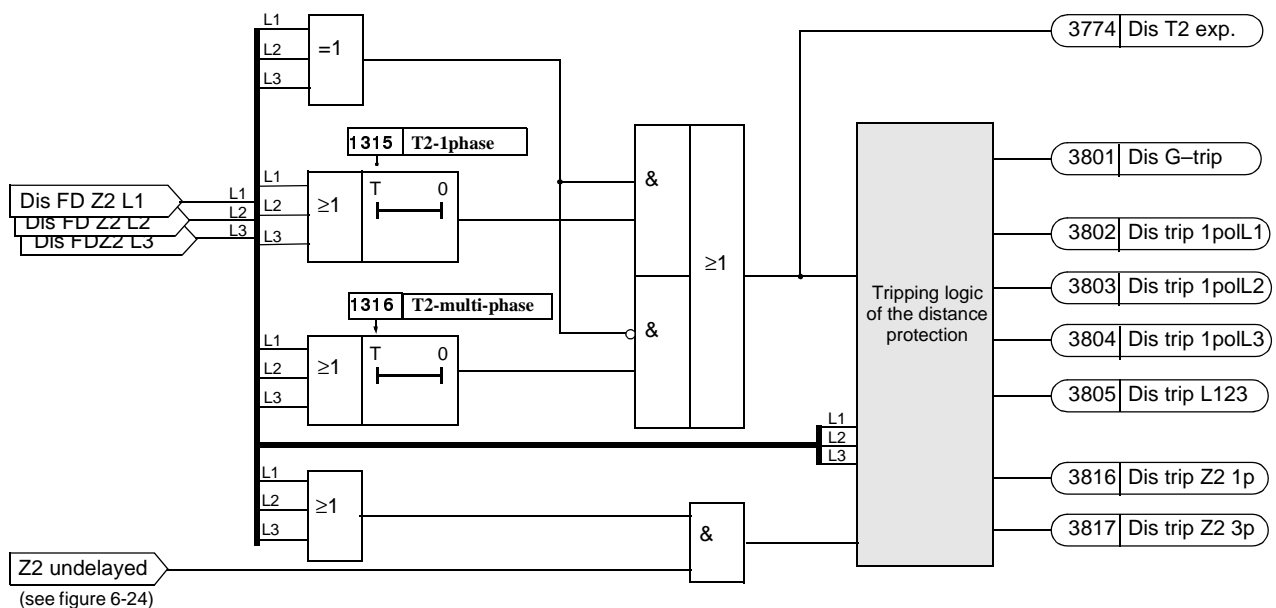 L1
L2
L3
=1
3774 Dis T2 exp.
1315 T2-1phase
L1
L2
L3
≥1
T 0
Dis FD Z2 L1
Dis FD Z2 L2
Dis FDZ2 L3
L1
L2
L3
&
≥1
&
1316 T2-multi-phase
L1
L2
L3
≥1
T 0
Tripping logic
of the distance
protection
3801 Dis G–trip
3802 Dis trip 1polL1
3803 Dis trip 1polL2
3804 Dis trip 1polL3
3805 Dis trip L123
L1
L2
L3
L1
L2
L3
≥1
&
3816 Dis trip Z2 1p
3817 Dis trip Z2 3p
Z2 undelayed
(see figure 6-24)